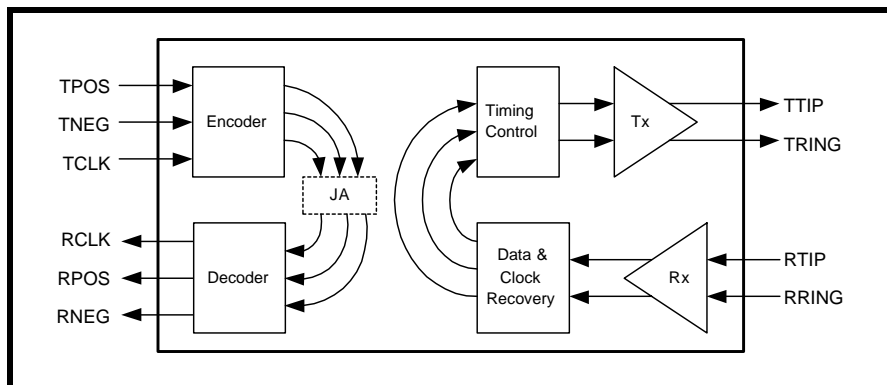 TPOS
TNEG
TCLK
Encoder
JA
RCLK
RPOS
RNEG
Decoder
Timing
Control
Tx
TTIP
TRING
Data &
Clock
Recovery
Rx
RTIP
RRING